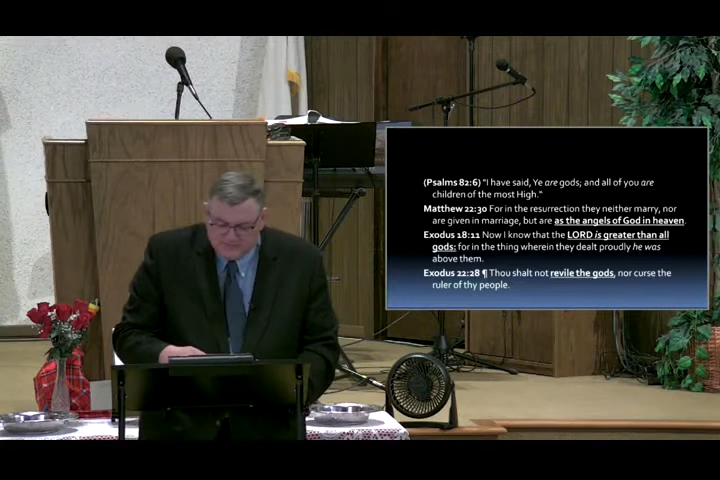 (Psalms 82:6) "I have said, Ye are gods; and all of you are
children of the most High."
Matthew 22:30 For in the resurrection they neither marry, nor
are given in marriage, but are as the angels of God in heaven.
Exodus 18:11 Now I know that the LORD is greater than all
gods: for in the thing wherein they dealt proudly he was
above them.
Exodus 22:28 ¶ Thou shalt not revile the gods, nor curse the
ruler of thy people.